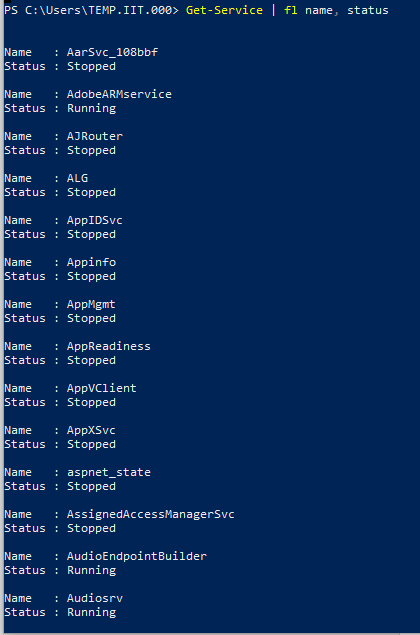 PS C:\Users\TEMP.IIT.000> Get-Service | fl name, status
Name   : AarSvc_108bbf
Status : Stopped
Name   : AdobeARMservice
Status : Running
Name   : AJRouter
Status : Stopped
Name   : ALG
Status : Stopped
Name   : AppIDSvc
Status : Stopped
Name   : Appinfo
Status : Stopped
Name   : AppMgmt
Status : Stopped
Name   : AppReadiness
Status : Stopped
Name   : AppVClient
Status : Stopped
Name   : AppXSvc
Status : Stopped
Name   : aspnet_state
Status : Stopped
Name   : AssignedAccessManagerSvc
Status : Stopped
Name   : AudioEndpointBuilder
Status : Running
Name   : Audiosrv
Status : Running